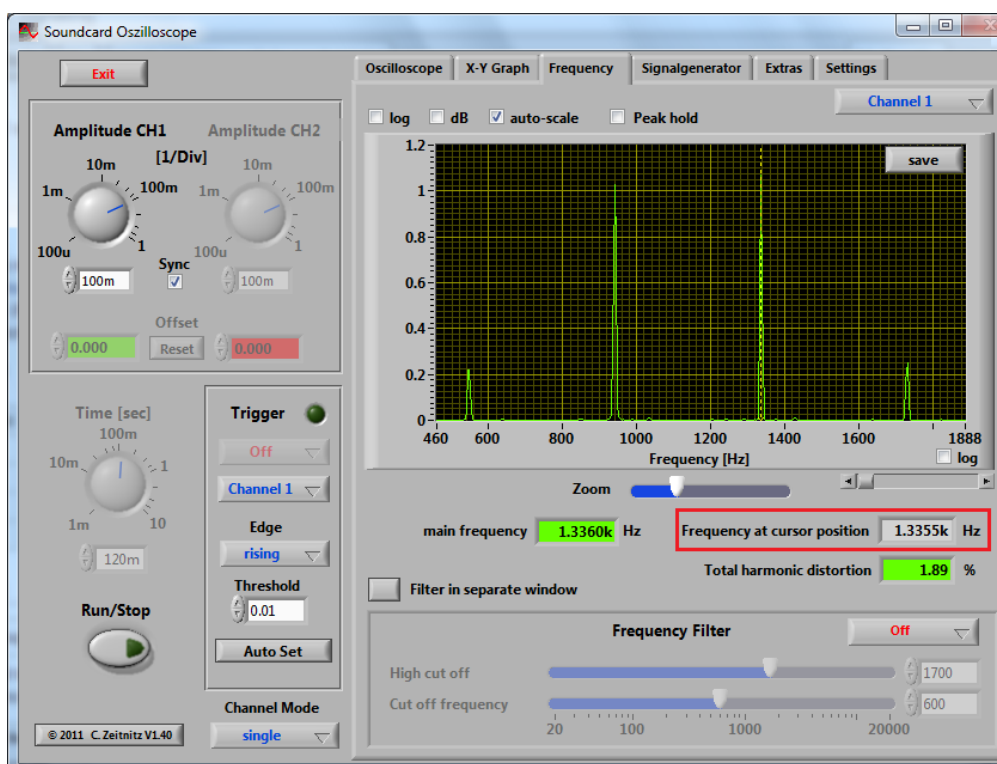 Soundcard Oszilloscope
Exit
Amplitude CH1
Amplitude CH2
[1/Div]
10m
1m
100m
100u
1
10m
1m
100m
100u
1
Sync
100m
100m
Offset
0.000
Reset
0.000
Time [sec]
100m
10m
1
1m
10
120m
Run/Stop
Trigger
Off
Channel 1
Edge
rising
Threshold
0.01
Auto Set
Channel Mode
single
© 2011 C. Zeitnitz V1.40
Oscilloscope X-Y Graph Frequency Signalgenerator Extras Settings
Channel 1
log dB auto-scale Peak hold
save
1.2
1
0.8
0.6
0.4
0.2
0
460 600 800 1000 1200 1400 1600 1888
Frequency [Hz]
log
Zoom
main frequency 1.3360k Hz
Frequency at cursor position 1.3355k Hz
Total harmonic distortion 1.89 %
Filter in separate window
Frequency Filter
Off
High cut off
1700
Cut off frequency
600
20 100 1000 20000